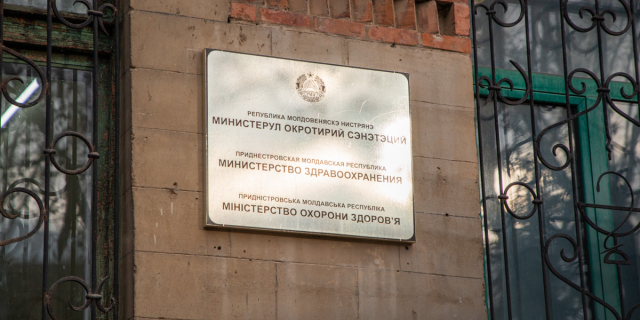 РЕПУБЛИКА МОЛДОВЕНЯСКЭ НИСТРЯНЭ
МИНИСТЕРУЛ ОКРОТИРИЙ СЭНЭТЭЦИЙ
ПРИДНЕСТРОВСКАЯ МОЛДАВСКАЯ РЕСПУБЛИКА
МИНИСТЕРСТВО ЗДРАВООХРАНЕНИЯ
ПРИДНІСТРОВСЬКА МОЛДАВСЬКА РЕСПУБЛІКА
МІНІСТЕРСТВО ОХОРОНИ ЗДОРОВ'Я